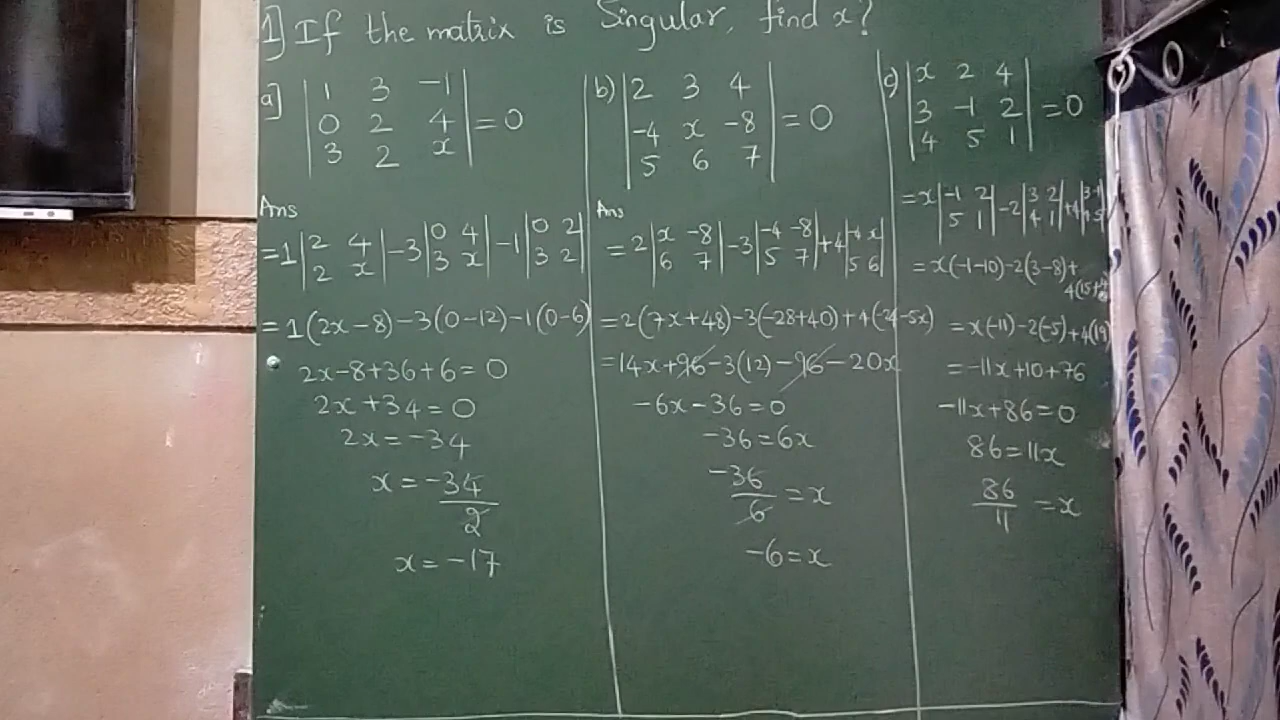 1] If the matrix is Singular, find x?
a] | 1 3 -1 |
| 0 2 4 | = 0
| 3 2 x |
Ans
= 1 | 2 4 | - 3 | 0 4 | - 1 | 0 2 |
| 2 x | | 3 x | | 3 2 |
= 1(2x - 8) - 3(0 - 12) - 1(0 - 6)
2x - 8 + 36 + 6 = 0
2x + 34 = 0
2x = -34
x = -34
2
x = -17
b) | 2 3 4 |
| -4 x -8 | = 0
| 5 6 7 |
Ans
= 2 | x -8 | - 3 | -4 -8 | + 4 | -4 x |
| 6 7 | | 5 7 | | 5 6 |
= 2(7x + 48) - 3(-28 + 40) + 4(-24 - 5x)
= 14x + 96 - 3(12) - 96 - 20x
-6x - 36 = 0
-36 = 6x
-36
6 = x
-6 = x
c) | x 2 4 |
| 3 -1 2 | = 0
| 4 5 1 |
= x | -1 2 | - 2 | 3 2 | + 4 | 3 -1 |
| 5 1 | | 4 1 | | 4 5 |
= x(-1 - 10) - 2(3 - 8) +
4(15 + 4
= x(-11) - 2(-5) + 4(19)
= -11x + 10 + 76
-11x + 86 = 0
86 = 11x
86
11 = x